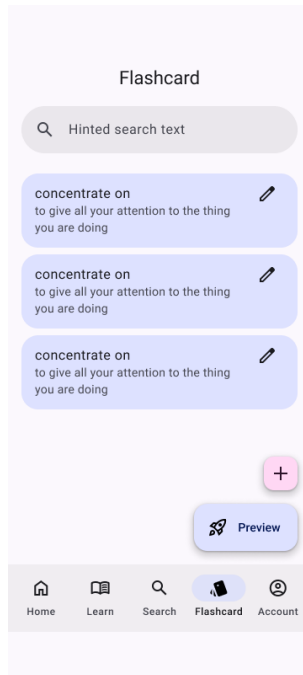 Flashcard
Hinted search text
concentrate on
to give all your attention to the thing
you are doing
concentrate on
to give all your attention to the thing
you are doing
concentrate on
to give all your attention to the thing
you are doing
Preview
Home
Learn
Search
Flashcard
Account